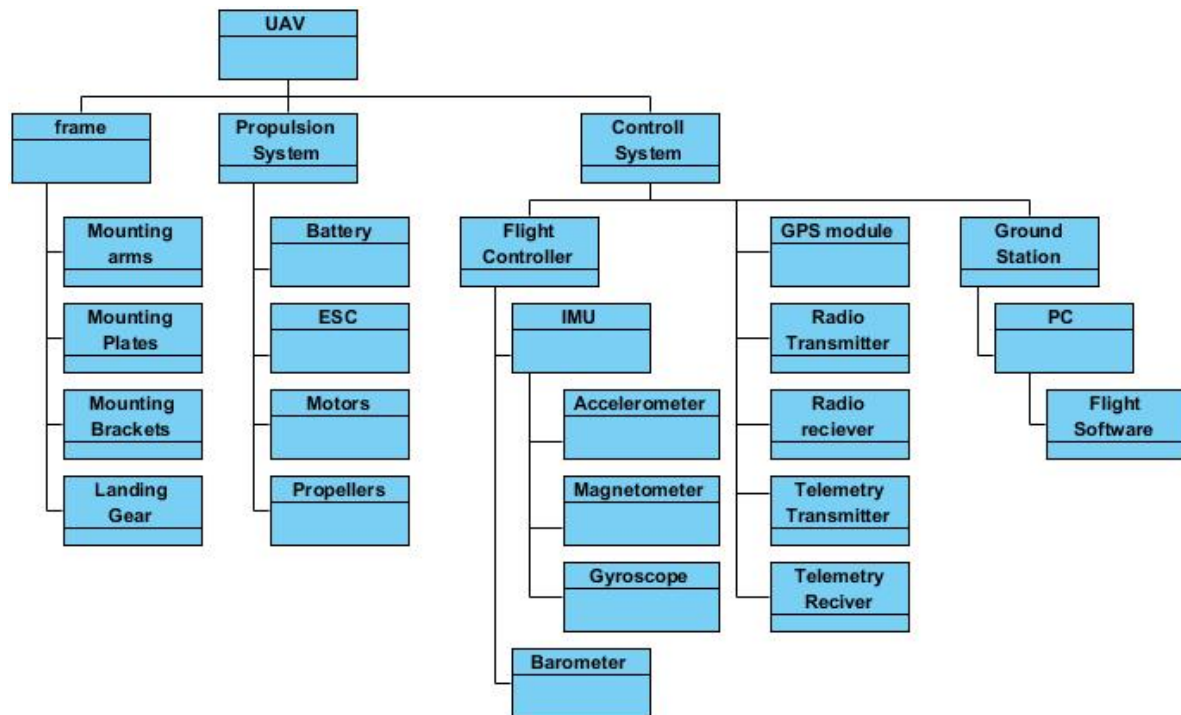 UAV
frame
Propulsion
System
Controll
System
Mounting
arms
Mounting
Plates
Mounting
Brackets
Landing
Gear
Battery
ESC
Motors
Propellers
Flight
Controller
IMU
Accelerometer
Magnetometer
Gyroscope
Barometer
GPS module
Radio
Transmitter
Radio
reciever
Telemetry
Transmitter
Telemetry
Reciver
Ground
Station
PC
Flight
Software